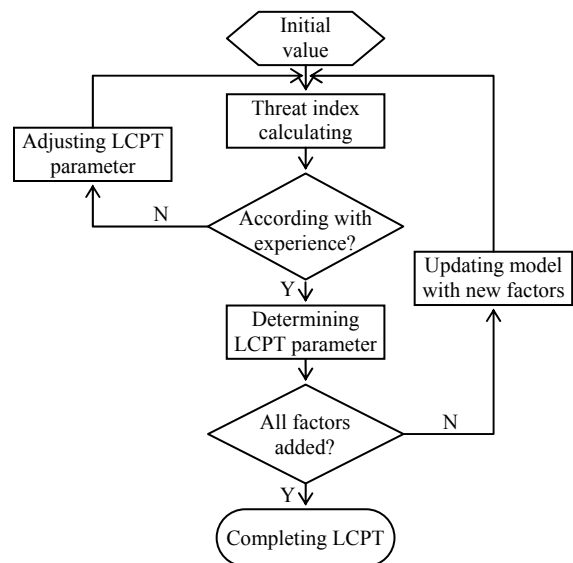 Initial
value
Threat index
calculating
Adjusting LCPT
parameter
N
According with
experience?
Updating model
with new factors
Y
Determining
LCPT parameter
All factors
added?
N
Y
Completing LCPT